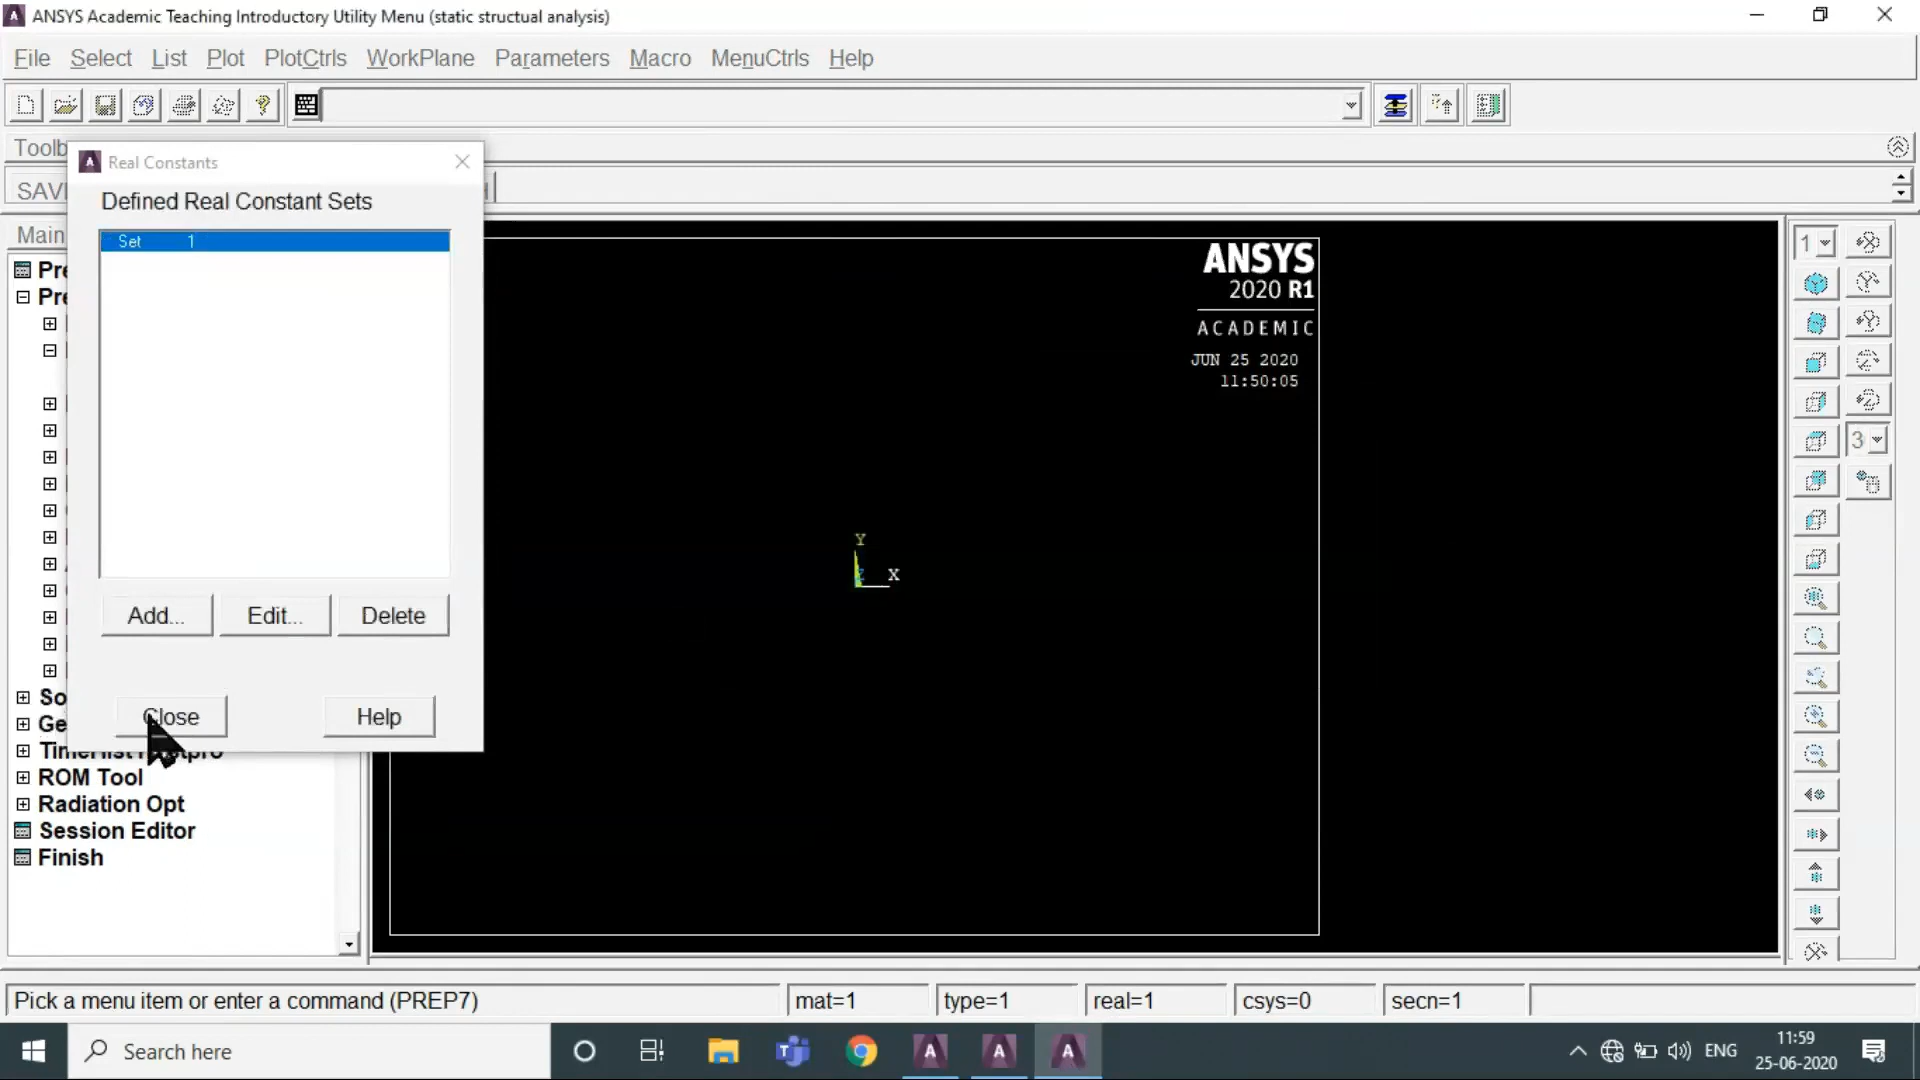 ANSYS Academic Teaching Introductory Utility Menu (static structual analysis)
File Select List Plot PlotCtrls WorkPlane Parameters Macro MenuCtrls Help
Toolb
Real Constants
SAV
Defined Real Constant Sets
Set 1
Main
Pre
Pre
Add... Edit... Delete
So
Close Help
Ge
ROM Tool
Radiation Opt
Session Editor
Finish
ANSYS
2020 R1
ACADEMIC
JUN 25 2020
11:50:05
Y
X
Z
1
3
Pick a menu item or enter a command (PREP7) mat=1 type=1 real=1 csys=0 secn=1
Search here
ENG
11:59
25-06-2020